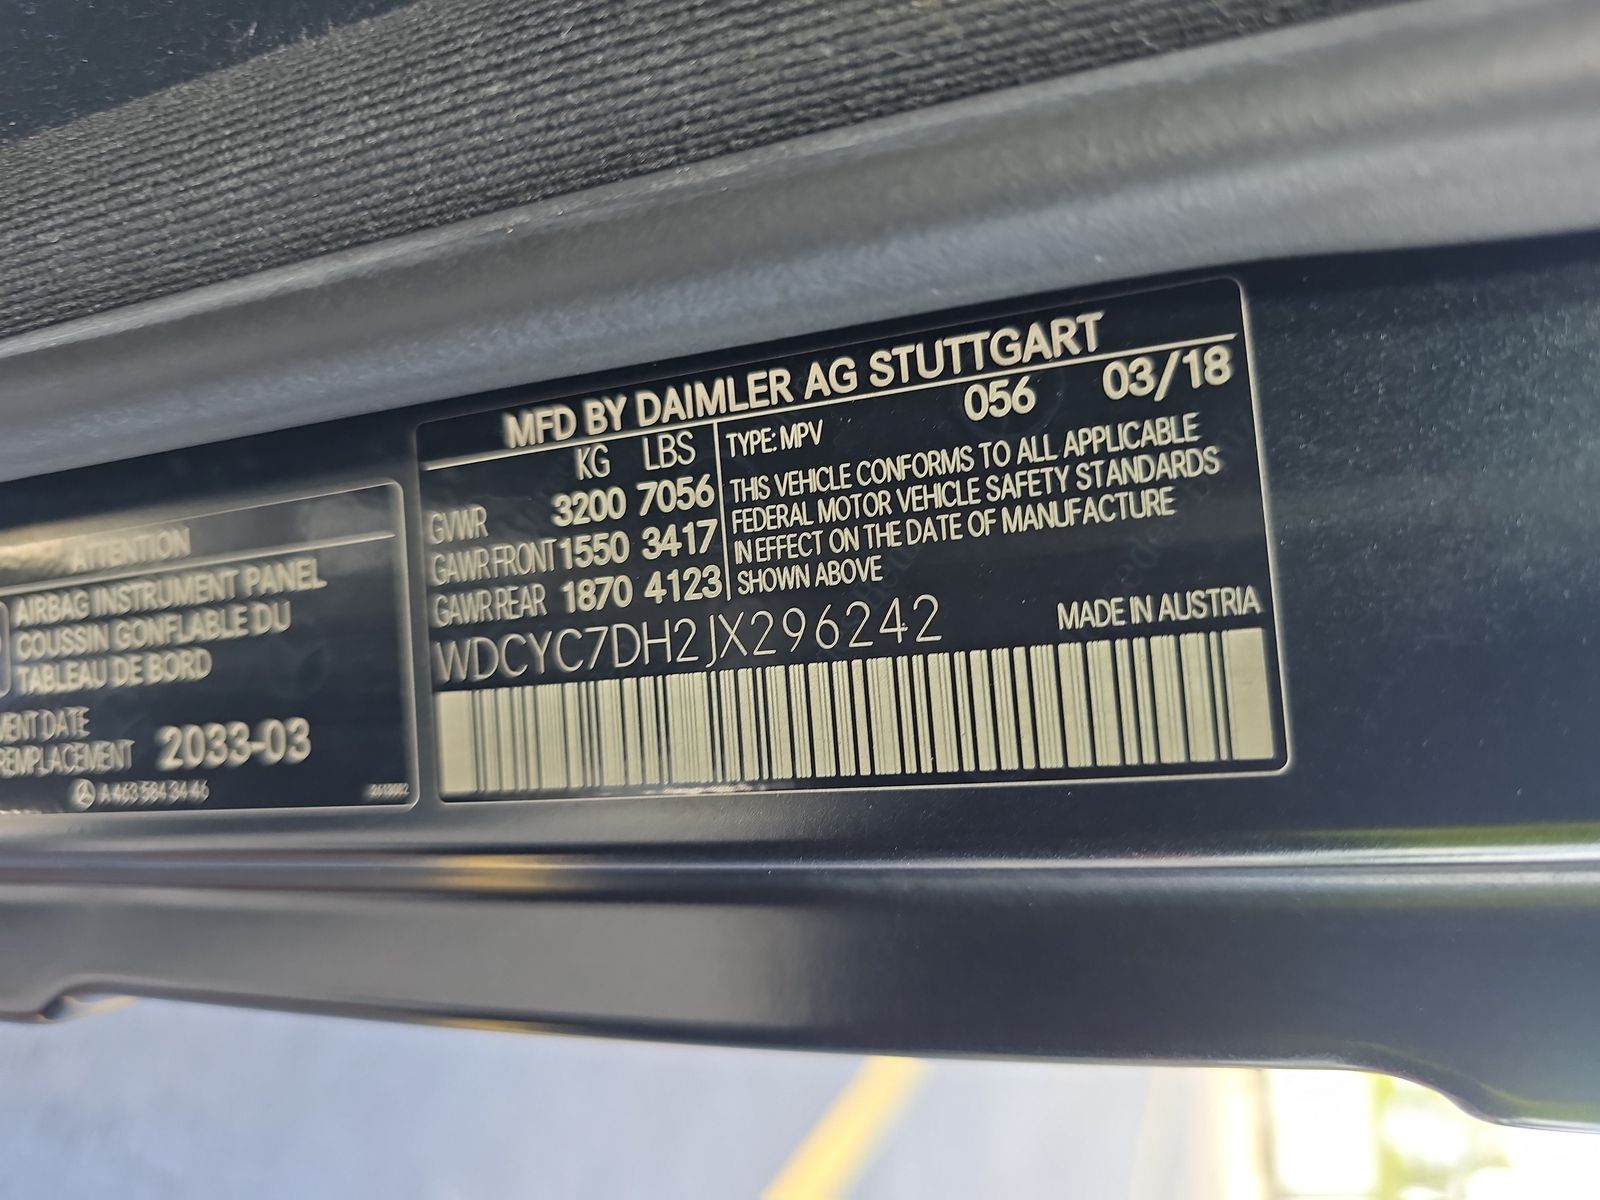 MFD BY DAIMLER AG STUTTGART
KG LBS
GVWR 3200 7056
GAWR FRONT 1550 3417
GAWR REAR 1870 4123
TYPE: MPV 056 03/18
THIS VEHICLE CONFORMS TO ALL APPLICABLE
FEDERAL MOTOR VEHICLE SAFETY STANDARDS
IN EFFECT ON THE DATE OF MANUFACTURE
SHOWN ABOVE
WDCYC7DH2JX296242 MADE IN AUSTRIA
ATTENTION
AIRBAG INSTRUMENT PANEL
COUSSIN GONFLABLE DU
TABLEAU DE BORD
DATE
REMPLACEMENT 2033-03
A 463 584 34 46